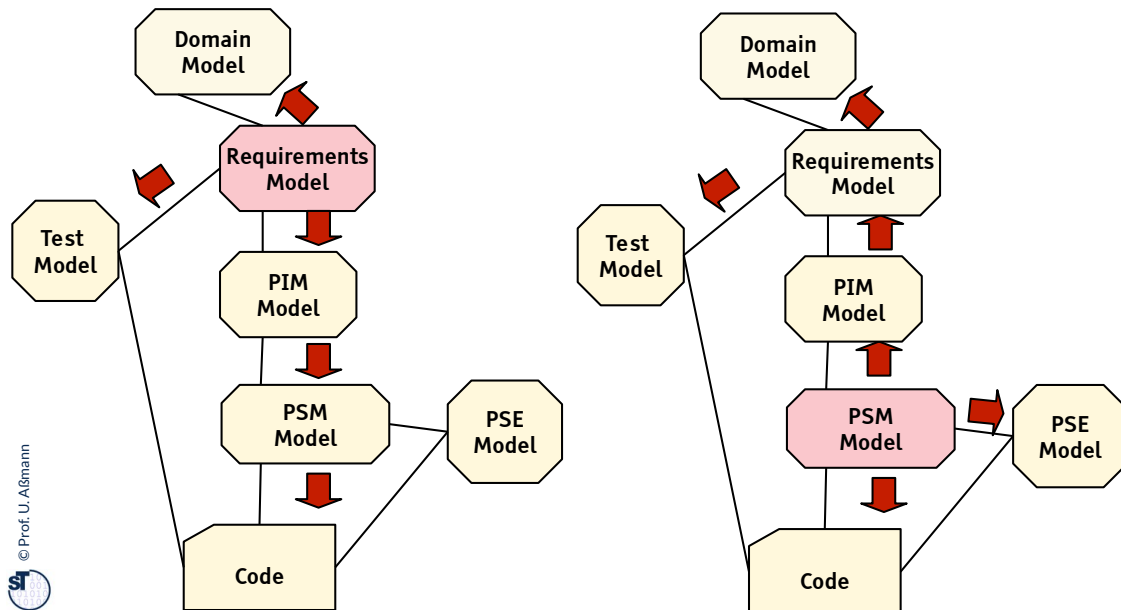 Domain
Model
Requirements
Model
Test
Model
PIM
Model
PSM
Model
PSE
Model
Code
Domain
Model
Requirements
Model
Test
Model
PIM
Model
PSM
Model
PSE
Model
Code
© Prof. U. Aßmann
ST